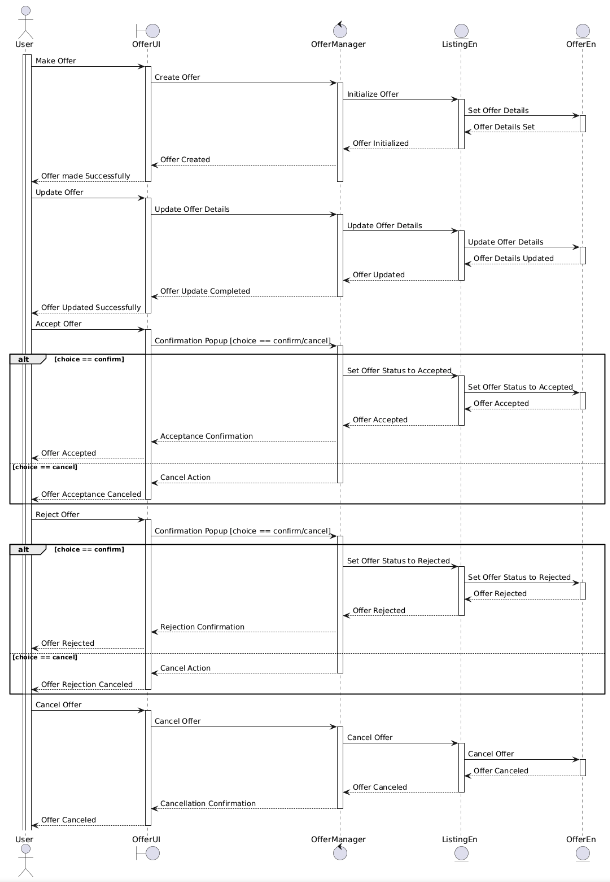 User OfferUI OfferManager ListingEn OfferEn
Make Offer
Create Offer
Initialize Offer
Set Offer Details
Offer Details Set
Offer Initialized
Offer Created
Offer made Successfully
Update Offer
Update Offer Details
Update Offer Details
Update Offer Details
Offer Details Updated
Offer Updated
Offer Update Completed
Offer Updated Successfully
Accept Offer
Confirmation Popup [choice == confirm/cancel]
alt [choice == confirm]
Set Offer Status to Accepted
Set Offer Status to Accepted
Offer Accepted
Offer Accepted
Acceptance Confirmation
Offer Accepted
[choice == cancel]
Cancel Action
Offer Acceptance Canceled
Reject Offer
Confirmation Popup [choice == confirm/cancel]
alt [choice == confirm]
Set Offer Status to Rejected
Set Offer Status to Rejected
Offer Rejected
Offer Rejected
Rejection Confirmation
Offer Rejected
[choice == cancel]
Cancel Action
Offer Rejection Canceled
Cancel Offer
Cancel Offer
Cancel Offer
Cancel Offer
Offer Canceled
Offer Canceled
Cancellation Confirmation
Offer Canceled
User OfferUI OfferManager ListingEn OfferEn